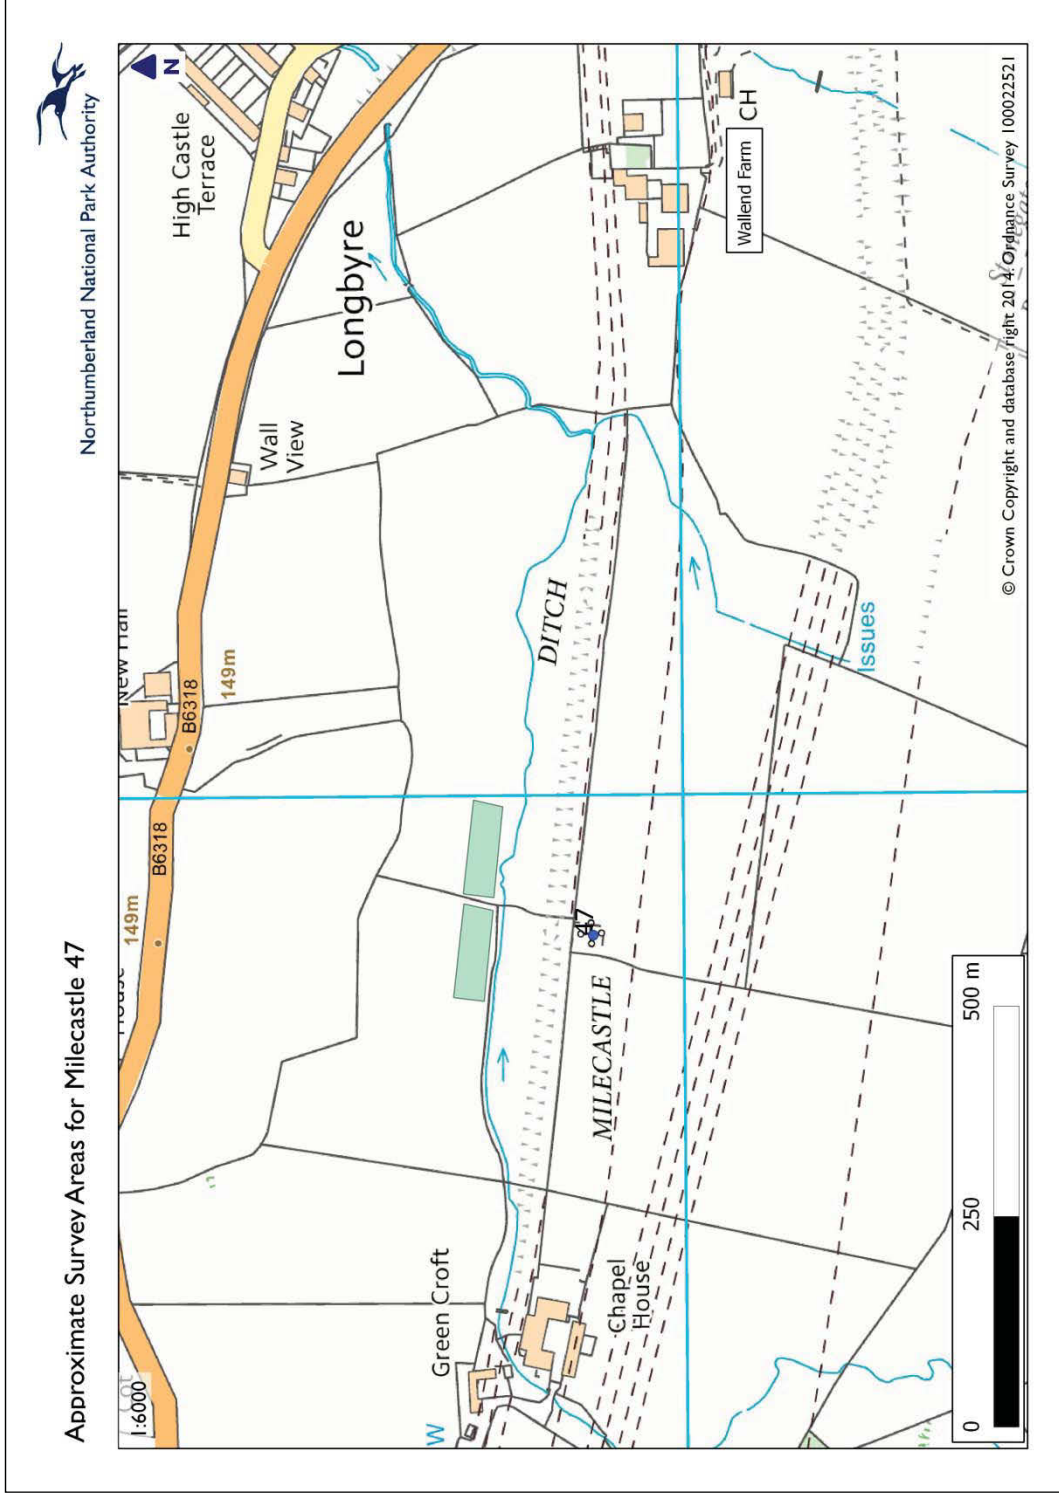 Approximate Survey Areas for Milecastle 47
Northumberland National Park Authority
N
1:6000
149m
B6318
B6318
149m
Wall
View
High Castle
Terrace
Longbyre
Green Croft
W
DITCH
47
MILECASTLE
Chapel
House
Issues
CH
Wallend Farm
0
250
500 m
© Crown Copyright and database right 2014. Ordnance Survey 100022521